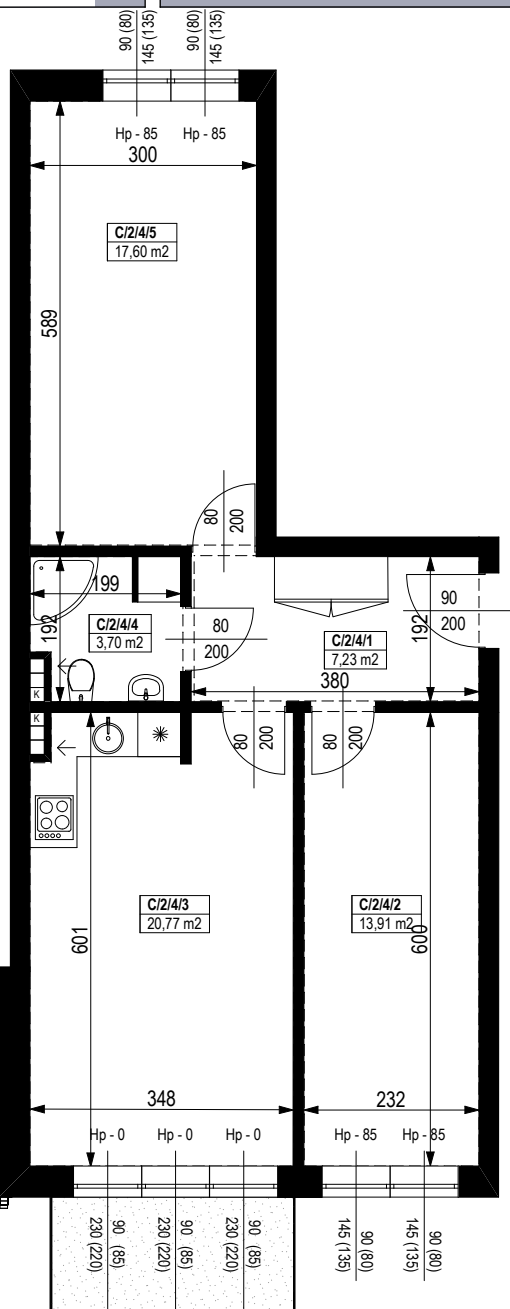 90 (80)
145 (135)
90 (80)
145 (135)
Hp - 85
Hp - 85
300
C/2/4/5
17,60 m2
589
80
200
199
192
C/2/4/4
3,70 m2
80
200
C/2/4/1
7,23 m2
192
90
200
380
K
K
80
200
80
200
C/2/4/3
20,77 m2
C/2/4/2
13,91 m2
601
600
348
232
Hp - 0
Hp - 0
Hp - 0
Hp - 85
Hp - 85
90 (85)
230 (220)
90 (85)
230 (220)
90 (85)
230 (220)
90 (80)
145 (135)
90 (80)
145 (135)